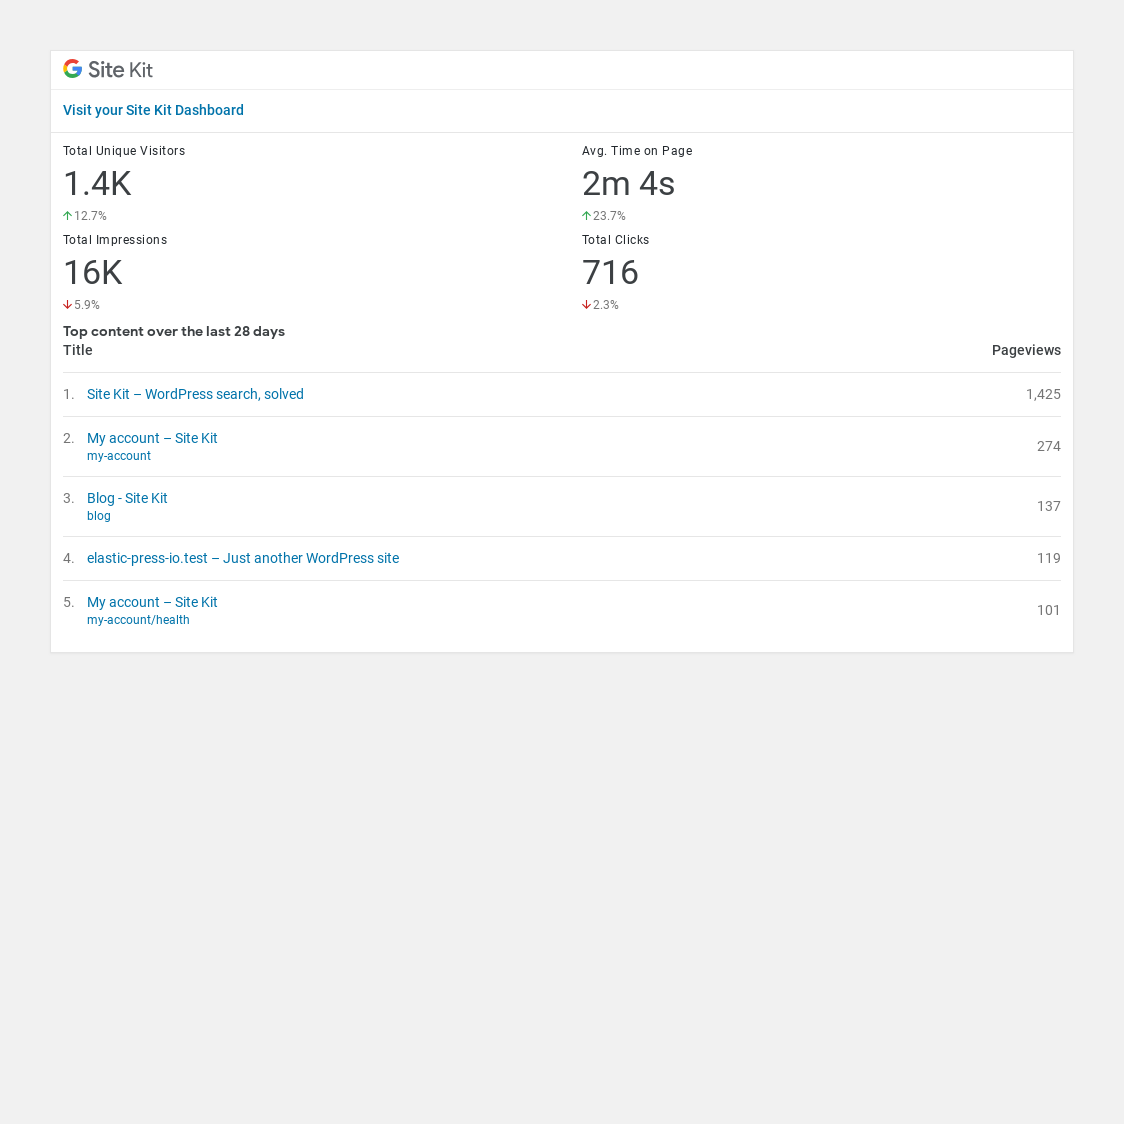 Site Kit
Visit your Site Kit Dashboard
Total Unique Visitors
1.4K
12.7%
Avg. Time on Page
2m 4s
23.7%
Total Impressions
16K
5.9%
Total Clicks
716
2.3%
Top content over the last 28 days
Title Pageviews
1. Site Kit – WordPress search, solved 1,425
2. My account – Site Kit 274
my-account
3. Blog - Site Kit 137
blog
4. elastic-press-io.test – Just another WordPress site 119
5. My account – Site Kit 101
my-account/health